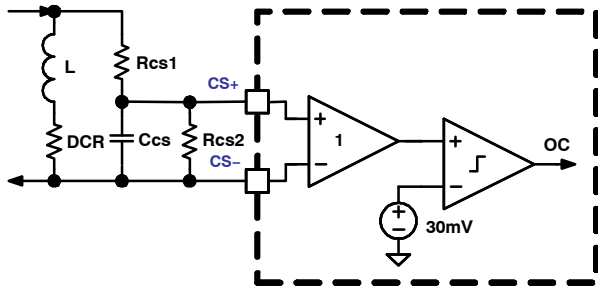 L
Rcs1
CS+
DCR
Ccs
Rcs2
CS−
+
1
−
+
−
OC
+
−
30mV